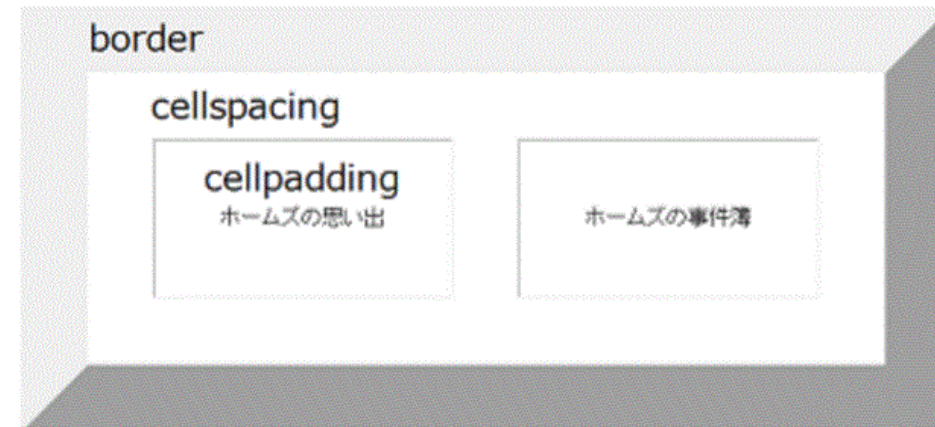 border
cellspacing
cellpadding
ホームズの思い出
ホームズの事件簿